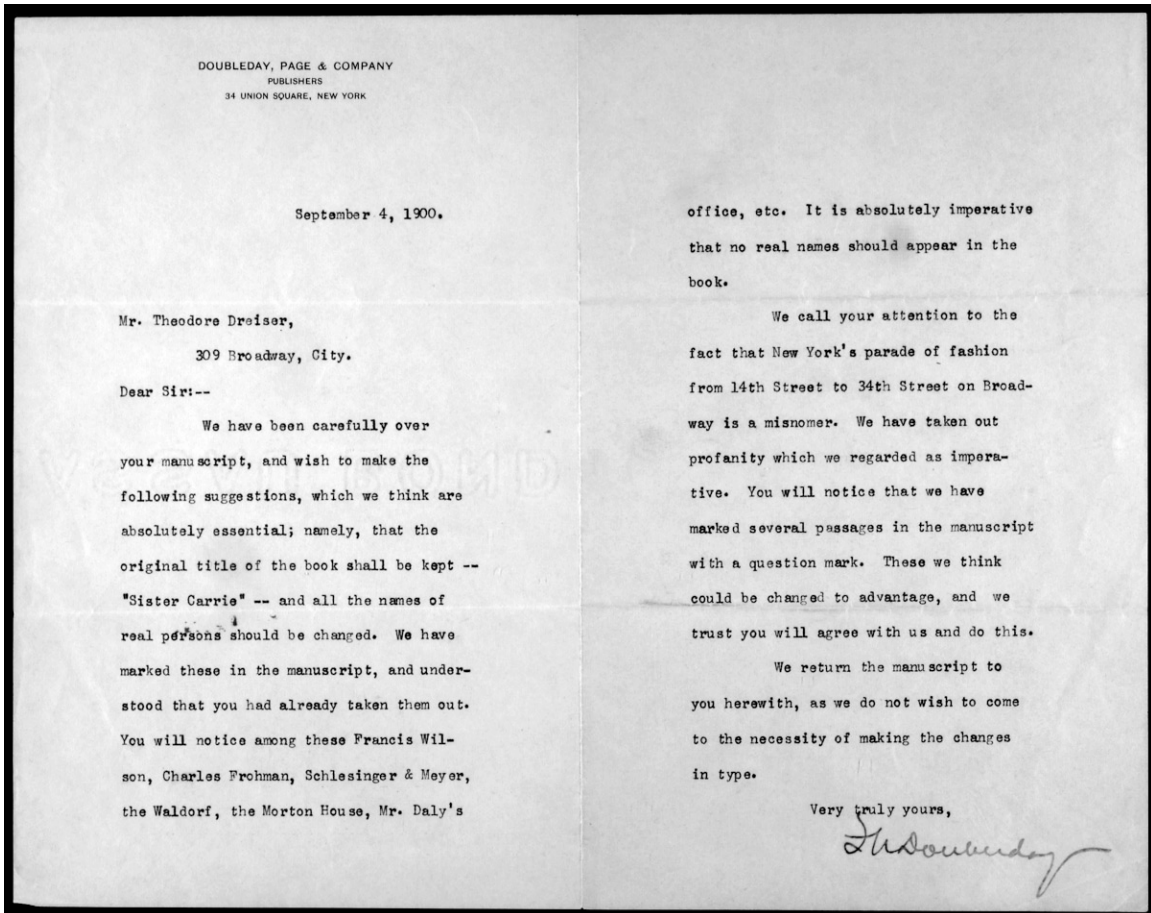 DOUBLEDAY, PAGE & COMPANY
PUBLISHERS
34 UNION SQUARE, NEW YORK
September 4, 1900.
Mr. Theodore Dreiser,
309 Broadway, City.
Dear Sir:--
We have been carefully over
your manuscript, and wish to make the
following suggestions, which we think are
absolutely essential; namely, that the
original title of the book shall be kept --
"Sister Carrie" -- and all the names of
real persons should be changed. We have
marked these in the manuscript, and under-
stood that you had already taken them out.
You will notice among these Francis Wil-
son, Charles Frohman, Schlesinger & Meyer,
the Waldorf, the Morton House, Mr. Daly's
office, etc. It is absolutely imperative
that no real names should appear in the
book.
We call your attention to the
fact that New York's parade of fashion
from 14th Street to 34th Street on Broad-
way is a misnomer. We have taken out
profanity which we regarded as impera-
tive. You will notice that we have
marked several passages in the manuscript
with a question mark. These we think
could be changed to advantage, and we
trust you will agree with us and do this.
We return the manuscript to
you herewith, as we do not wish to come
to the necessity of making the changes
in type.
Very truly yours,
F N Doubleday